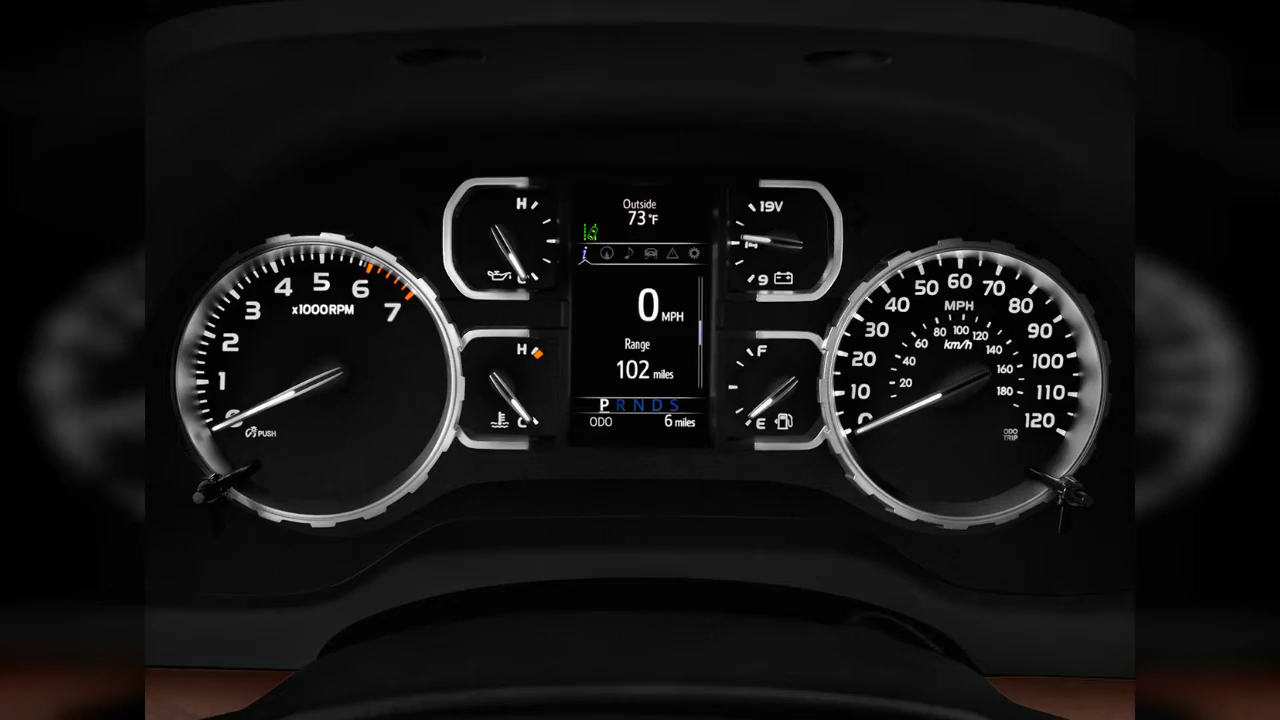 x1000RPM
0
1
2
3
4
5
6
7
PUSH
H
C
H
C
Outside
73°F
i
0 MPH
Range
102 miles
P R N D S
ODO 6 miles
19V
9
F
E
MPH
0
10
20
30
40
50
60
70
80
90
100
110
120
km/h
20
40
60
80
100
120
140
160
180
ODO
TRIP